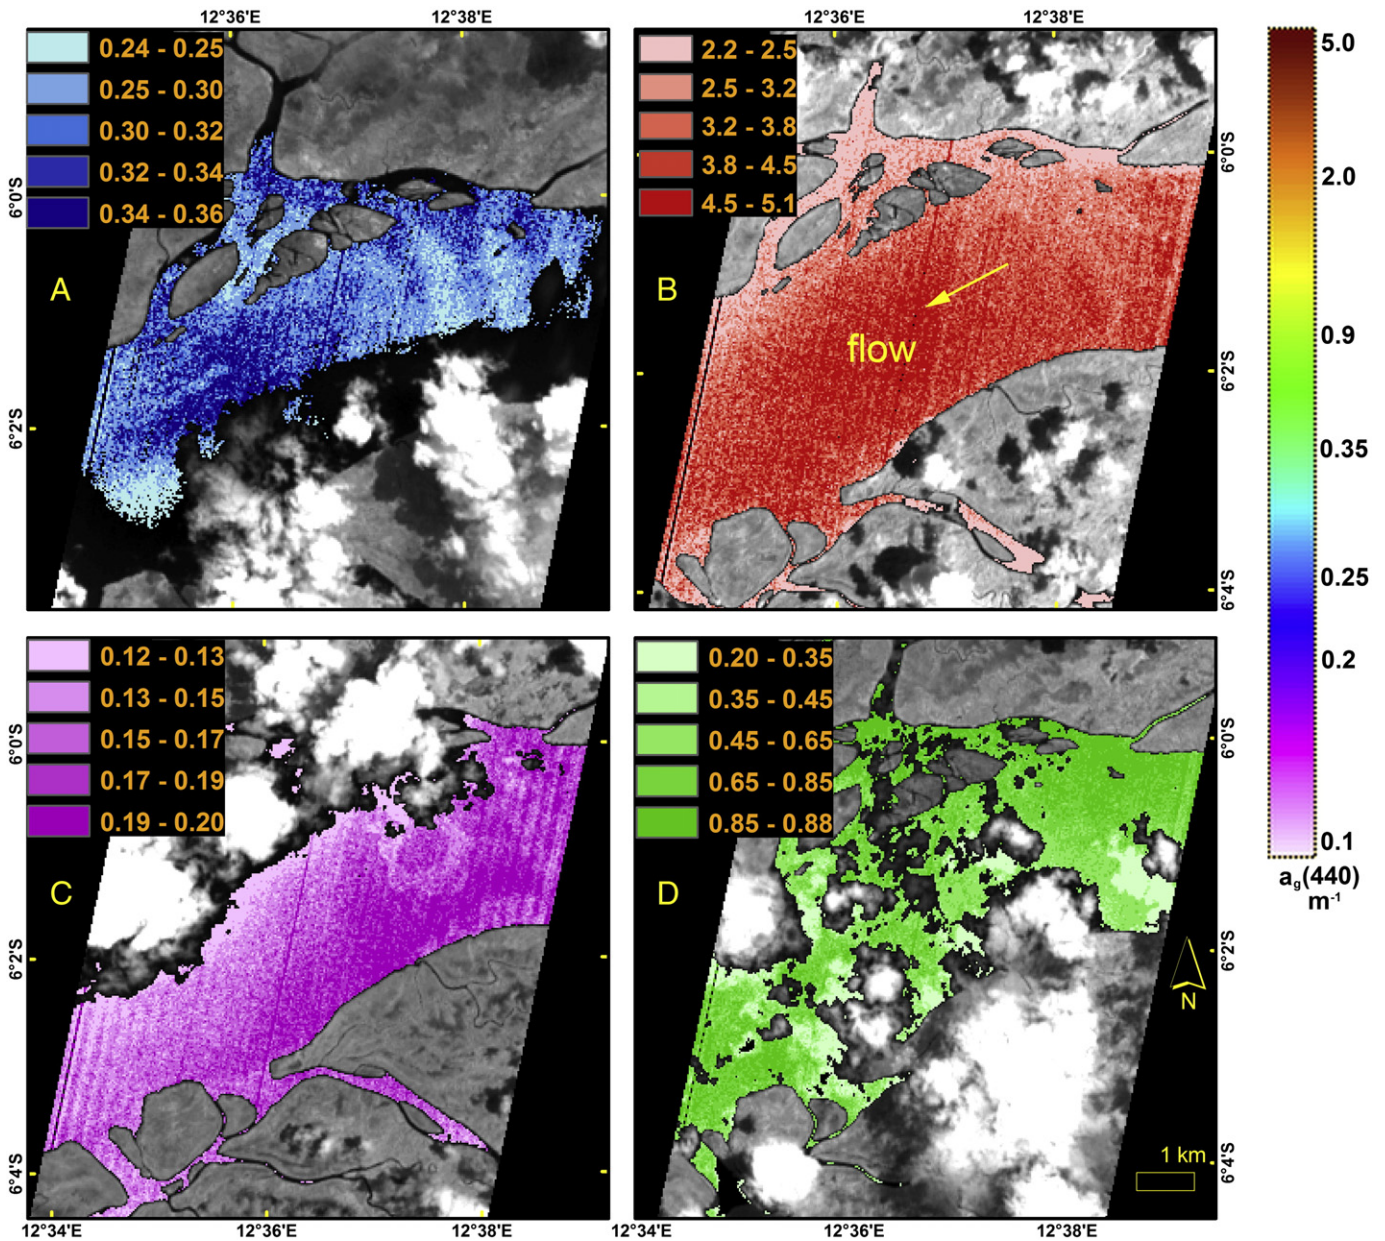 12°36'E 12°38'E 12°36'E 12°38'E
0.24 - 0.25
0.25 - 0.30
0.30 - 0.32
0.32 - 0.34
0.34 - 0.36
6°0'S
A
6°2'S
2.2 - 2.5
2.5 - 3.2
3.2 - 3.8
3.8 - 4.5
4.5 - 5.1
6°0'S
B
flow
6°2'S
6°4'S
0.12 - 0.13
0.13 - 0.15
0.15 - 0.17
0.17 - 0.19
0.19 - 0.20
6°0'S
C
6°2'S
6°4'S
0.20 - 0.35
0.35 - 0.45
0.45 - 0.65
0.65 - 0.85
0.85 - 0.88
6°0'S
D
6°2'S
N
1 km
6°4'S
12°34'E 12°36'E 12°38'E 12°34'E 12°36'E 12°38'E
5.0
2.0
0.9
0.35
0.25
0.2
0.1
ag(440)
m-1